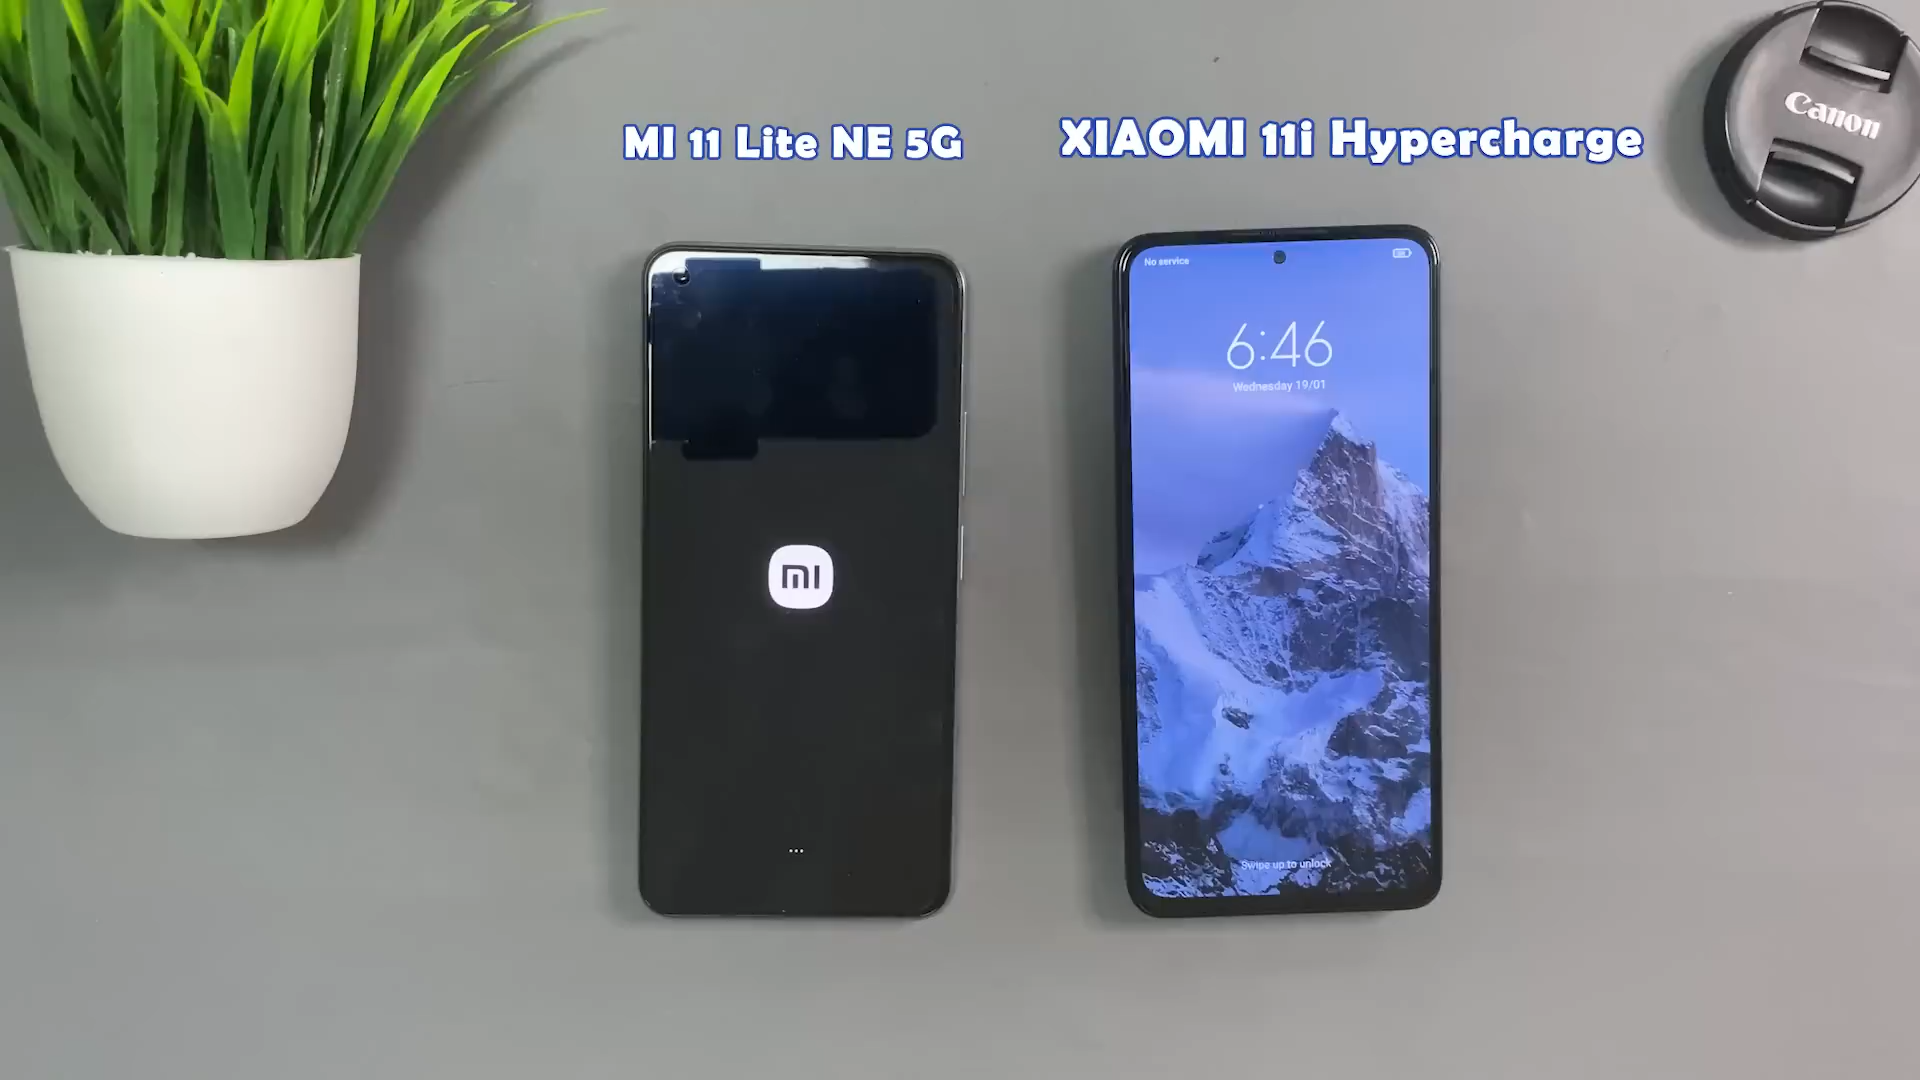 MI 11 Lite NE 5G
XIAOMI 11i Hypercharge
Canon
No service
6:46
Wednesday 19/01
mi
Swipe up to unlock